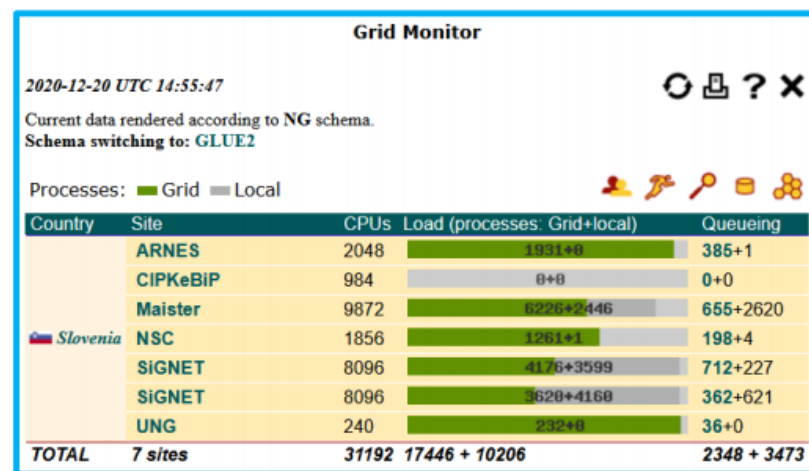 Grid Monitor
2020-12-20 UTC 14:55:47
Current data rendered according to NG schema.
Schema switching to: GLUE2
Processes: Grid Local
Country Site CPUs Load (processes: Grid+local) Queueing
ARNES 2048 1931+0 385+1
CIPKeBiP 984 0+0 0+0
Maister 9872 6226+2446 655+2620
Slovenia NSC 1856 1261+1 198+4
SiGNET 8096 4176+3599 712+227
SiGNET 8096 3620+4160 362+621
UNG 240 232+0 36+0
TOTAL 7 sites 31192 17446 + 10206 2348 + 3473